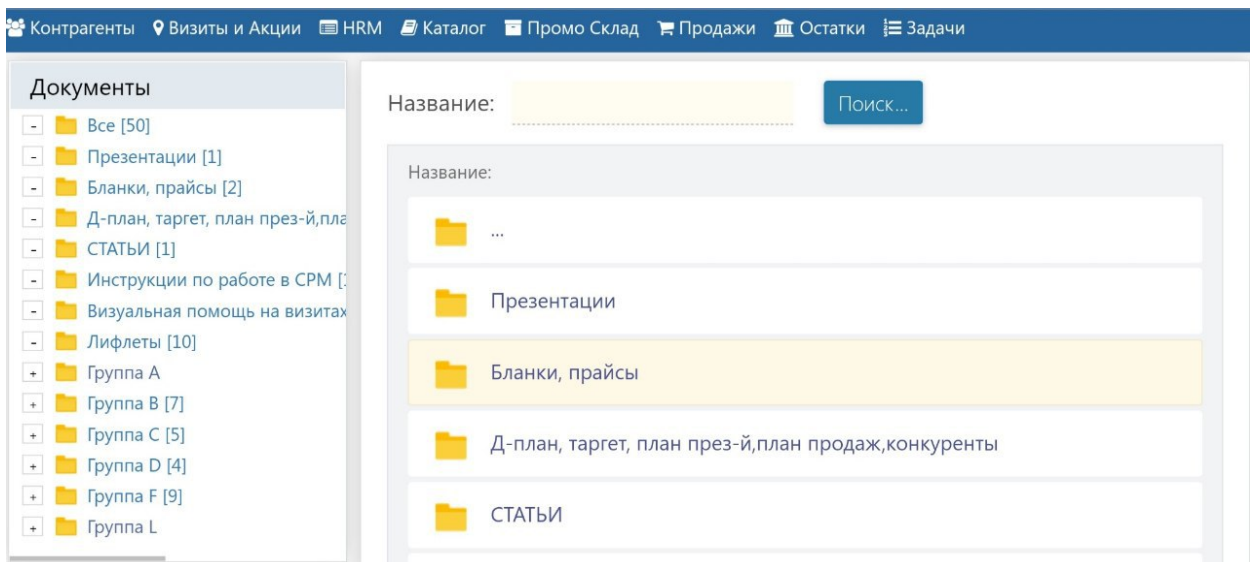 Контрагенты Визиты и Акции HRM Каталог Промо Склад Продажи Остатки Задачи
Документы
- Все [50]
- Презентации [1]
- Бланки, прайсы [2]
- Д-план, таргет, план през-й,пла
- СТАТЬИ [1]
- Инструкции по работе в СРМ [
- Визуальная помощь на визитах
- Лифлеты [10]
+ Группа A
+ Группа B [7]
+ Группа C [5]
+ Группа D [4]
+ Группа F [9]
+ Группа L
Название: Поиск...
Название:
...
Презентации
Бланки, прайсы
Д-план, таргет, план през-й,план продаж,конкуренты
СТАТЬИ